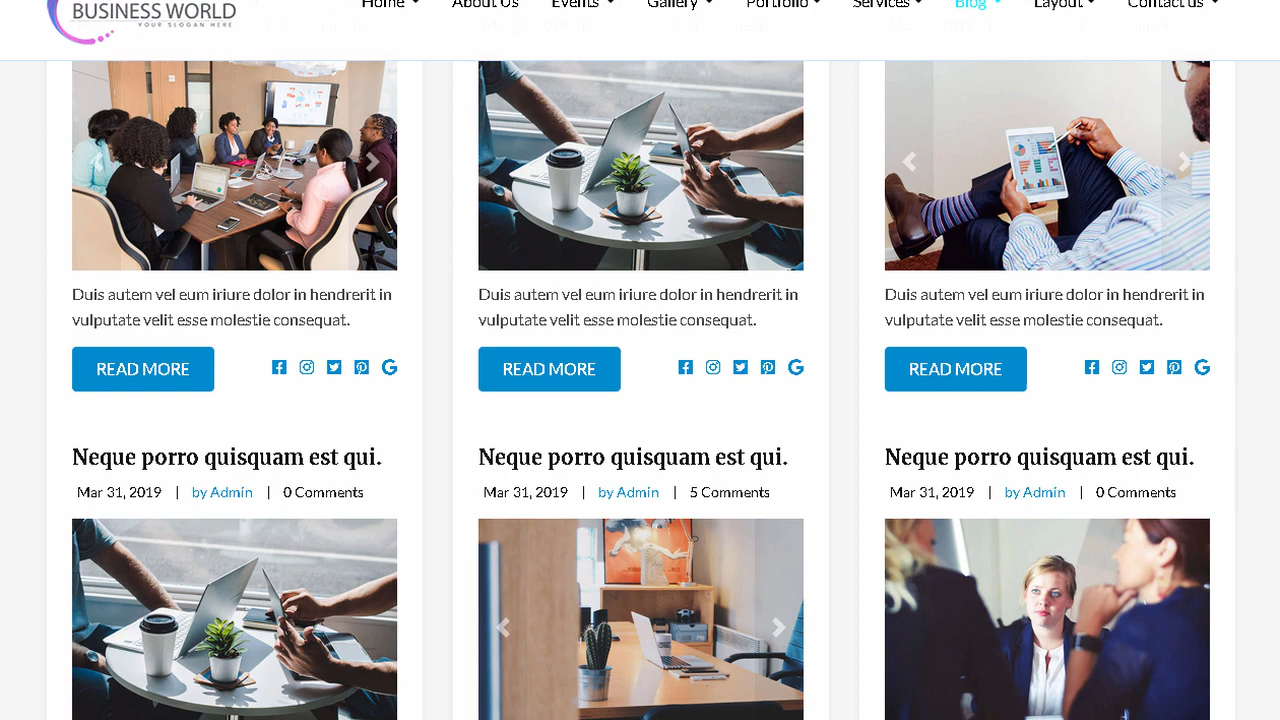 BUSINESS WORLD
YOUR SLOGAN HERE
Home About Us Events Gallery Portfolio Services Blog Layout Contact us
Duis autem vel eum iriure dolor in hendrerit in
vulputate velit esse molestie consequat.
READ MORE
Duis autem vel eum iriure dolor in hendrerit in
vulputate velit esse molestie consequat.
READ MORE
Duis autem vel eum iriure dolor in hendrerit in
vulputate velit esse molestie consequat.
READ MORE
Neque porro quisquam est qui.
Mar 31, 2019 | by Admin | 0 Comments
Neque porro quisquam est qui.
Mar 31, 2019 | by Admin | 5 Comments
Neque porro quisquam est qui.
Mar 31, 2019 | by Admin | 0 Comments